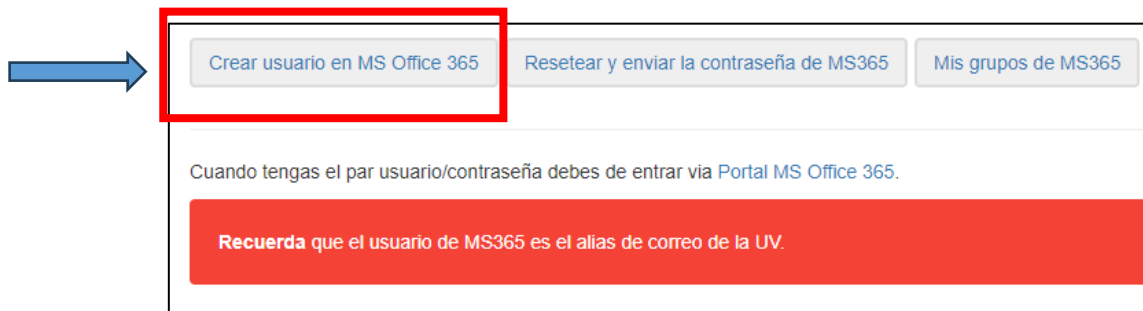 Crear usuario en MS Office 365 Resetear y enviar la contraseña de MS365 Mis grupos de MS365
Cuando tengas el par usuario/contraseña debes de entrar via Portal MS Office 365.
Recuerda que el usuario de MS365 es el alias de correo de la UV.